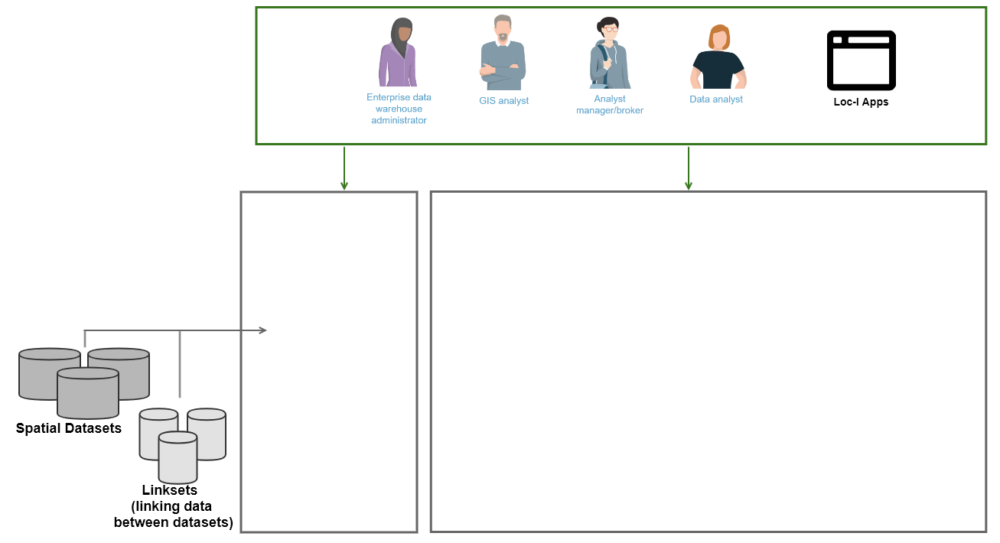 Enterprise data
warehouse
administrator
GIS analyst
Analyst
manager/broker
Data analyst
Loc-I Apps
Spatial Datasets
Linksets
(linking data
between datasets)